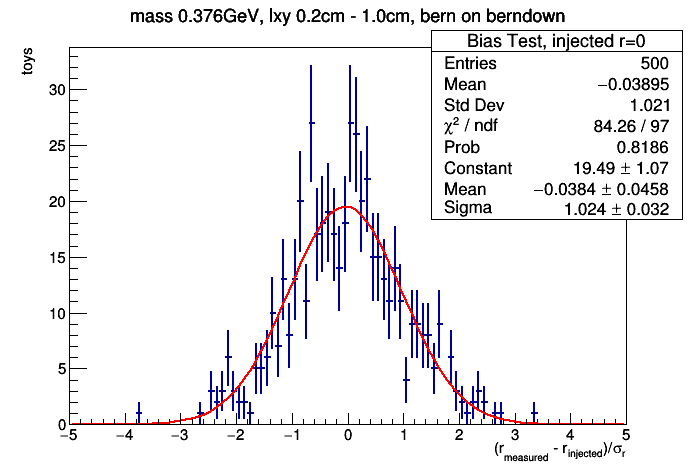 mass 0.376GeV, lxy 0.2cm - 1.0cm, bern on berndown
Bias Test, injected r=0
Entries 500
Mean −0.03895
Std Dev 1.021
χ² / ndf 84.26 / 97
Prob 0.8186
Constant 19.49 ± 1.07
Mean −0.0384 ± 0.0458
Sigma 1.024 ± 0.032
toys
30
25
20
15
10
5
0
−5 −4 −3 −2 −1 0 1 2 3 4 5
(r_measured - r_injected)/σ_r